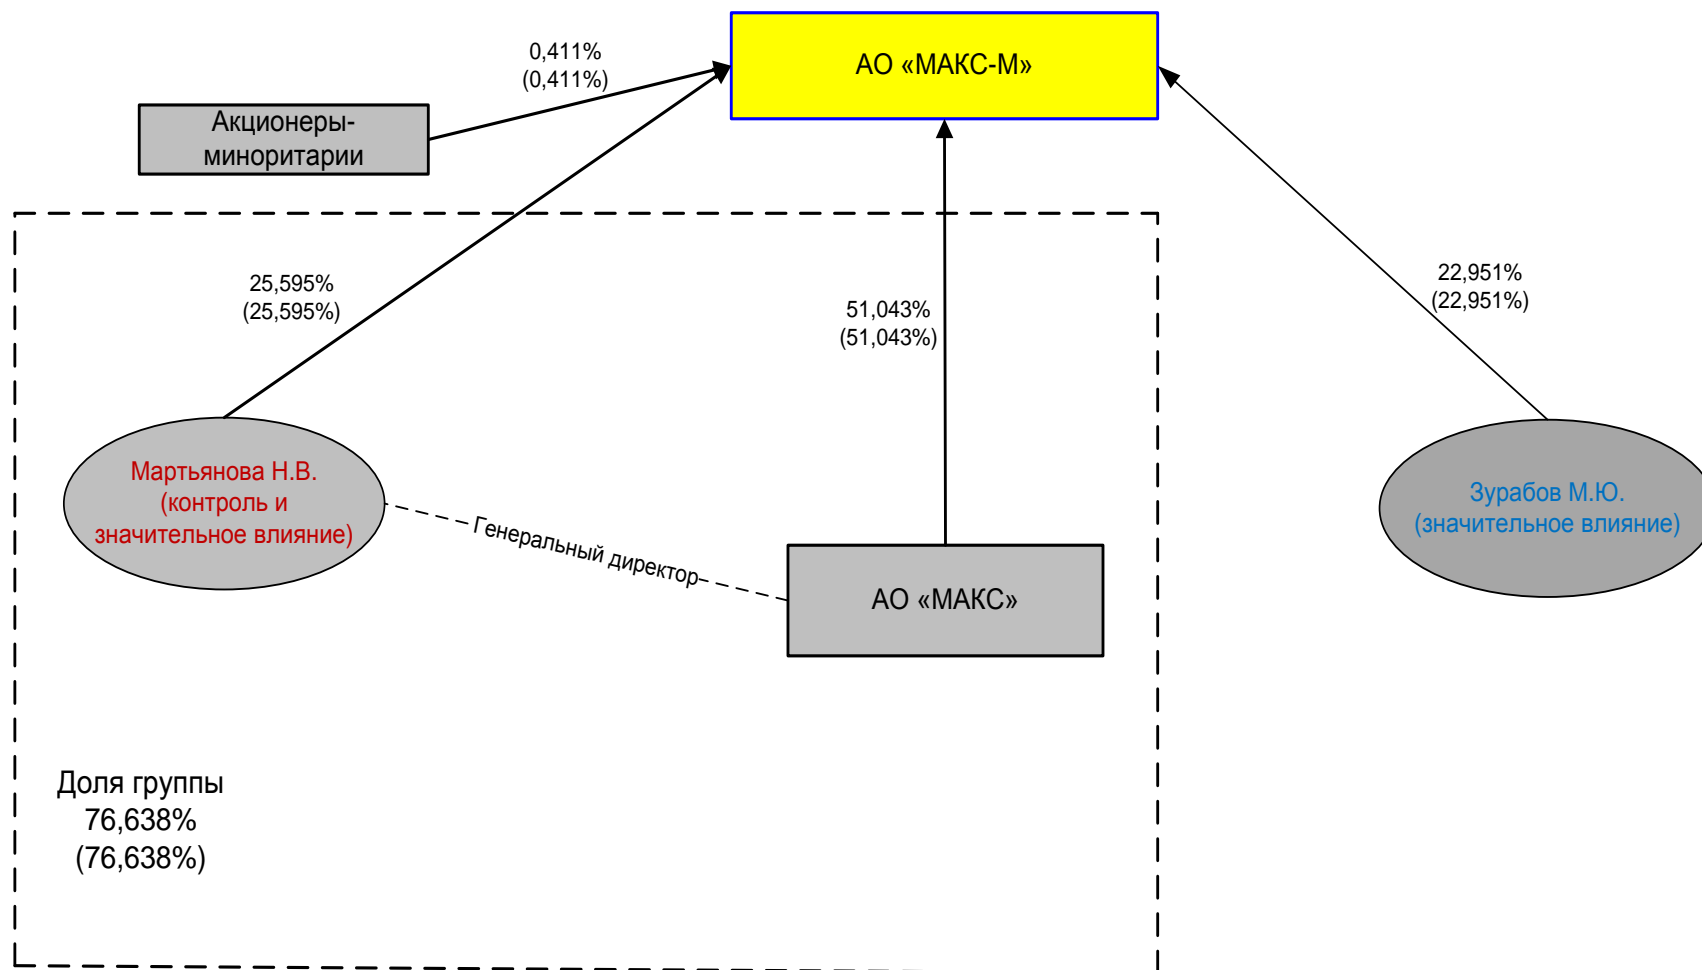 0,411%
(0,411%)
АО «МАКС-М»
Акционеры-
миноритарии
25,595%
(25,595%)
51,043%
(51,043%)
22,951%
(22,951%)
Мартьянова Н.В.
(контроль и
значительное влияние)
Генеральный директор
АО «МАКС»
Зурабов М.Ю.
(значительное влияние)
Доля группы
76,638%
(76,638%)